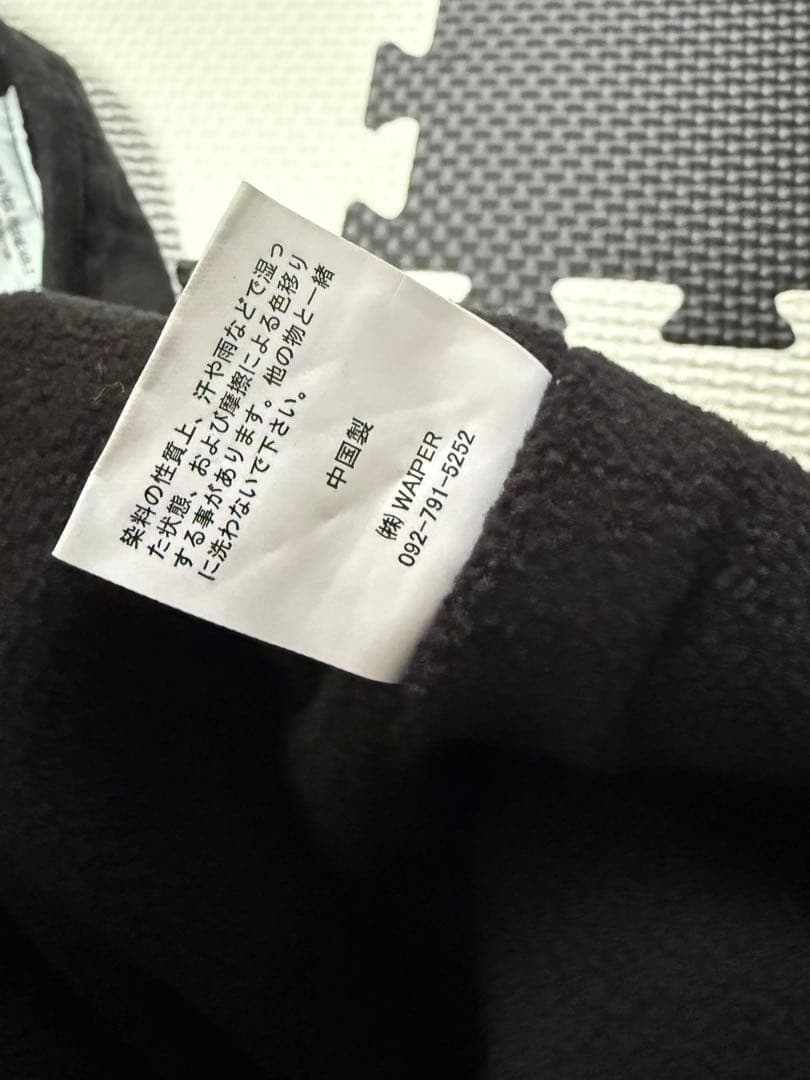 染料の性質上、汗や雨などで湿っ
た状態、および摩擦による色移り
する事があります。他の物と一緒
に洗わないで下さい。
中国製
㈱ WAIPER
092-791-5252